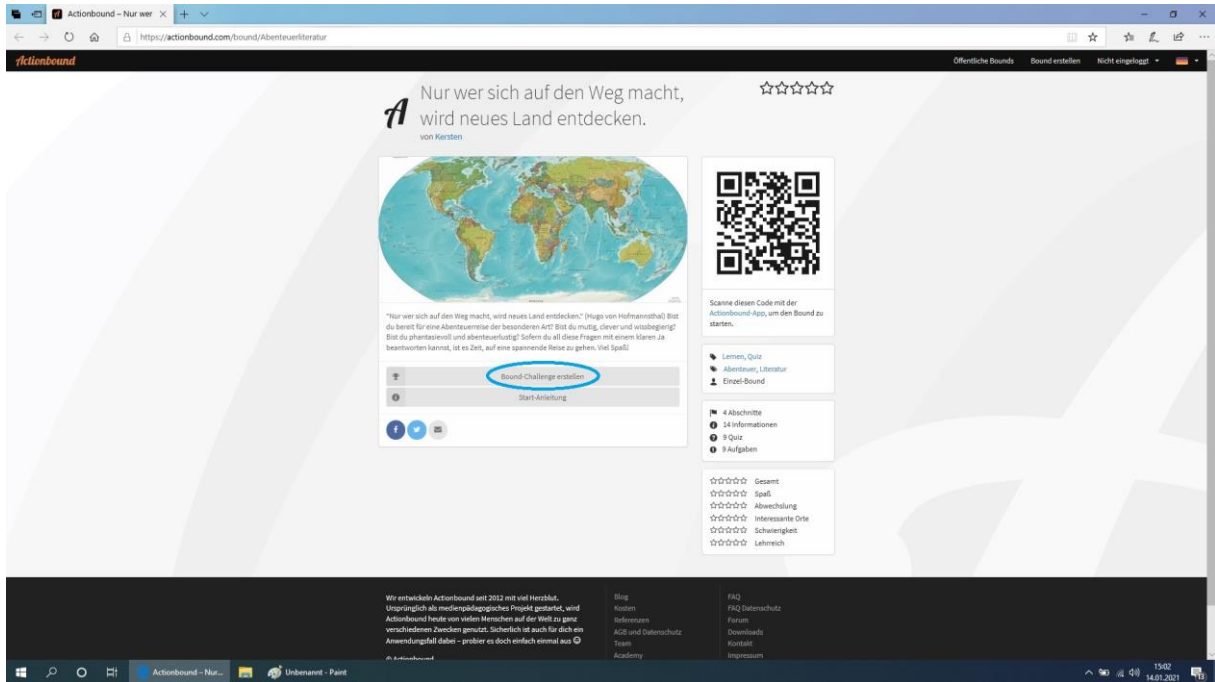 Actionbound – Nur wer
https://actionbound.com/bound/Abenteuerliteratur
Actionbound
Öffentliche Bounds
Bound erstellen
Nicht eingeloggt
A
Nur wer sich auf den Weg macht,
wird neues Land entdecken.
von Kersten
"Nur wer sich auf den Weg macht, wird neues Land entdecken." (Hugo von Hofmannsthal) Bist
du bereit für eine Abenteuerreise der besonderen Art? Bist du mutig, clever und wissbegierig?
Bist du phantasievoll und abenteuerlustig? Sofern du all diese Fragen mit einem klaren Ja
beantworten kannst, ist es Zeit, auf eine spannende Reise zu gehen. Viel Spaß!
Bound-Challenge erstellen
Start-Anleitung
Scanne diesen Code mit der
Actionbound-App, um den Bound zu
starten.
Lernen, Quiz
Abenteuer, Literatur
Einzel-Bound
4 Abschnitte
14 Informationen
9 Quiz
9 Aufgaben
Gesamt
Spaß
Abwechslung
Interessante Orte
Schwierigkeit
Lehrreich
Wir entwickeln Actionbound seit 2012 mit viel Herzblut.
Ursprünglich als medienpädagogisches Projekt gestartet, wird
Actionbound heute von vielen Menschen auf der Welt zu ganz
verschiedenen Zwecken genutzt. Sicherlich ist auch für dich ein
Anwendungsfall dabei – probier es doch einfach einmal aus
© Actionbound
Blog
Kosten
Referenzen
AGB und Datenschutz
Team
Academy
FAQ
FAQ Datenschutz
Forum
Downloads
Kontakt
Impressum
Actionbound – Nur...
Unbenannt - Paint
15:02
14.01.2021